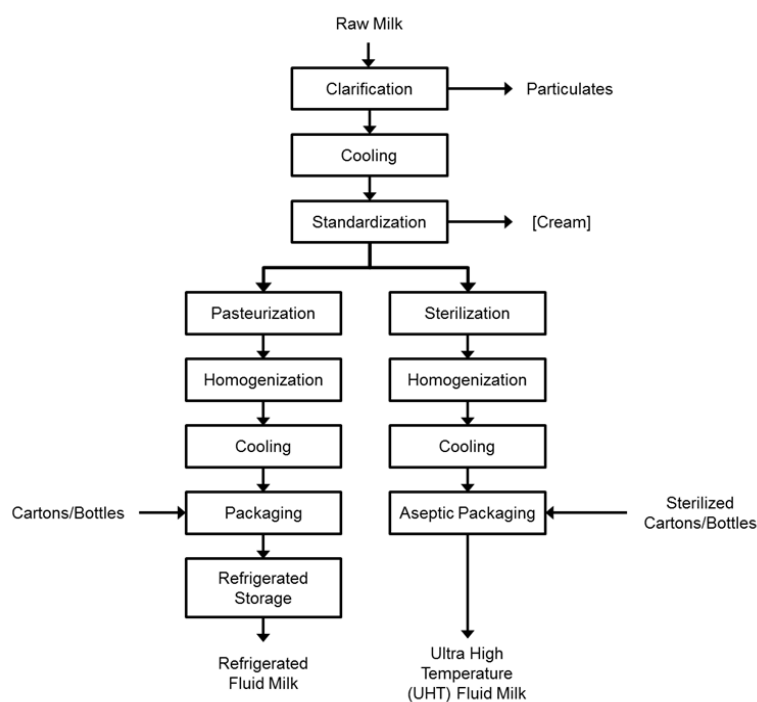 Raw Milk
Clarification
Particulates
Cooling
Standardization
[Cream]
Pasteurization
Sterilization
Homogenization
Homogenization
Cooling
Cooling
Cartons/Bottles
Packaging
Aseptic Packaging
Sterilized
Cartons/Bottles
Refrigerated
Storage
Refrigerated
Fluid Milk
Ultra High
Temperature
(UHT) Fluid Milk